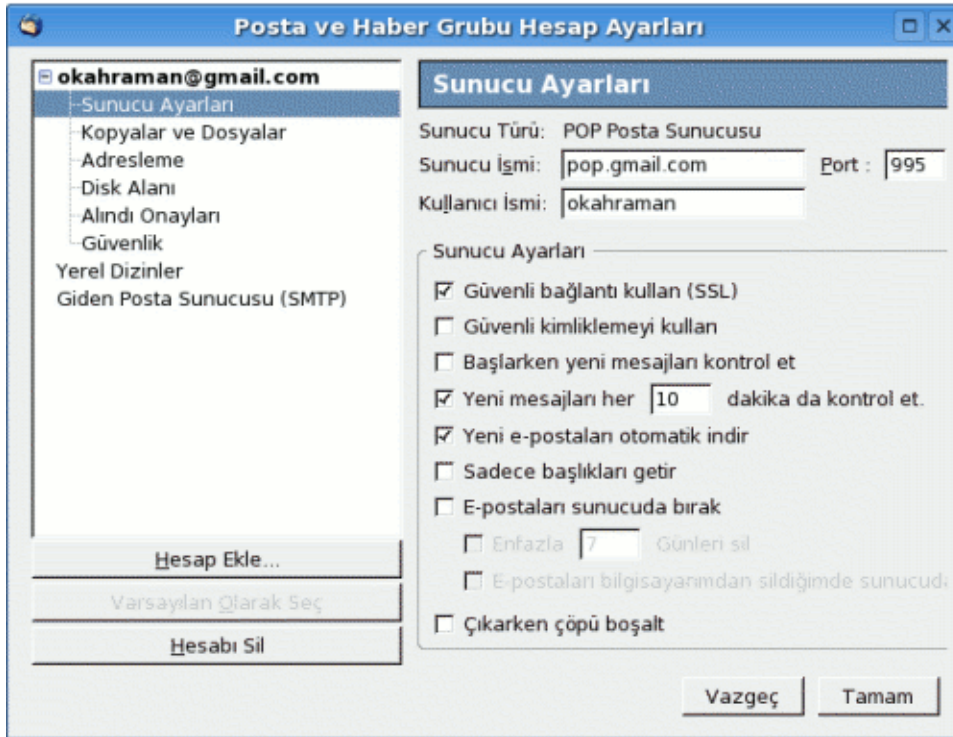 Posta ve Haber Grubu Hesap Ayarları
okahraman@gmail.com
Sunucu Ayarları
Kopyalar ve Dosyalar
Adresleme
Disk Alanı
Alındı Onayları
Güvenlik
Yerel Dizinler
Giden Posta Sunucusu (SMTP)
Hesap Ekle...
Varsayılan Olarak Seç
Hesabı Sil
Sunucu Ayarları
Sunucu Türü: POP Posta Sunucusu
Sunucu İşmi: pop.gmail.com Port : 995
Kullanıcı İsmi: okahraman
Sunucu Ayarları
Güvenli bağlantı kullan (SSL)
Güvenli kimliklemeyi kullan
Başlarken yeni mesajları kontrol et
Yeni mesajları her 10 dakika da kontrol et.
Yeni e-postaları otomatik indir
Sadece başlıkları getir
E-postaları sunucuda bırak
Enfazla 7 Günleri sil
E-postaları bilgisayarımdan sildiğimde sunucuda
Çıkarken çöpü boşalt
Vazgeç Tamam